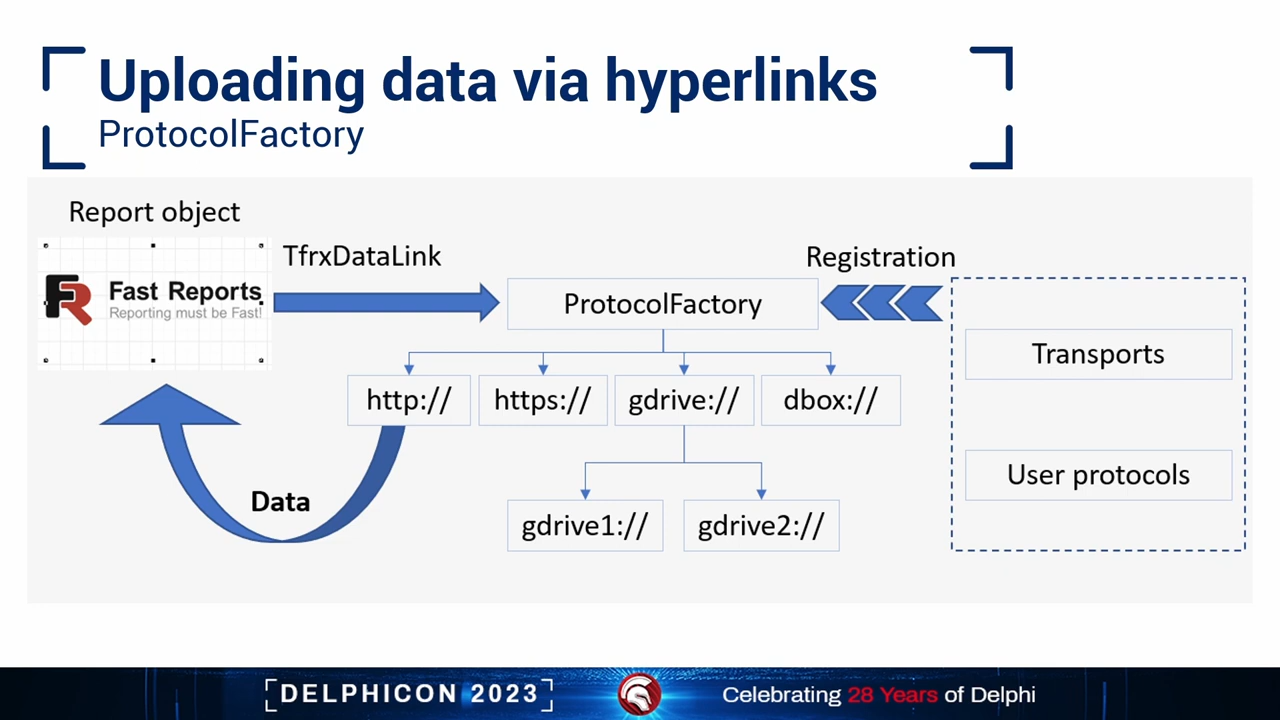 Uploading data via hyperlinks
ProtocolFactory
Report object
TfrxDataLink
Registration
Fast Reports
Reporting must be Fast!
ProtocolFactory
Transports
http://
https://
gdrive://
dbox://
User protocols
Data
gdrive1://
gdrive2://
DELPHICON 2023
Celebrating 28 Years of Delphi